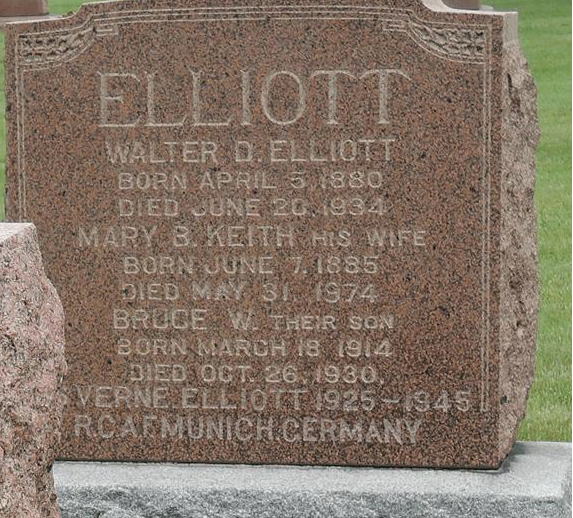 ELLIOTT
WALTER D. ELLIOTT
BORN APRIL 5, 1880
DIED JUNE 20, 1934
MARY B. KEITH HIS WIFE
BORN JUNE 7, 1885
DIED MAY 31 1974
BRUCE W. THEIR SON
BORN MARCH 18 1914
DIED OCT. 26, 1930.
VERNE ELLIOTT 1925-1945
R.C.A.F. MUNICH. GERMANY